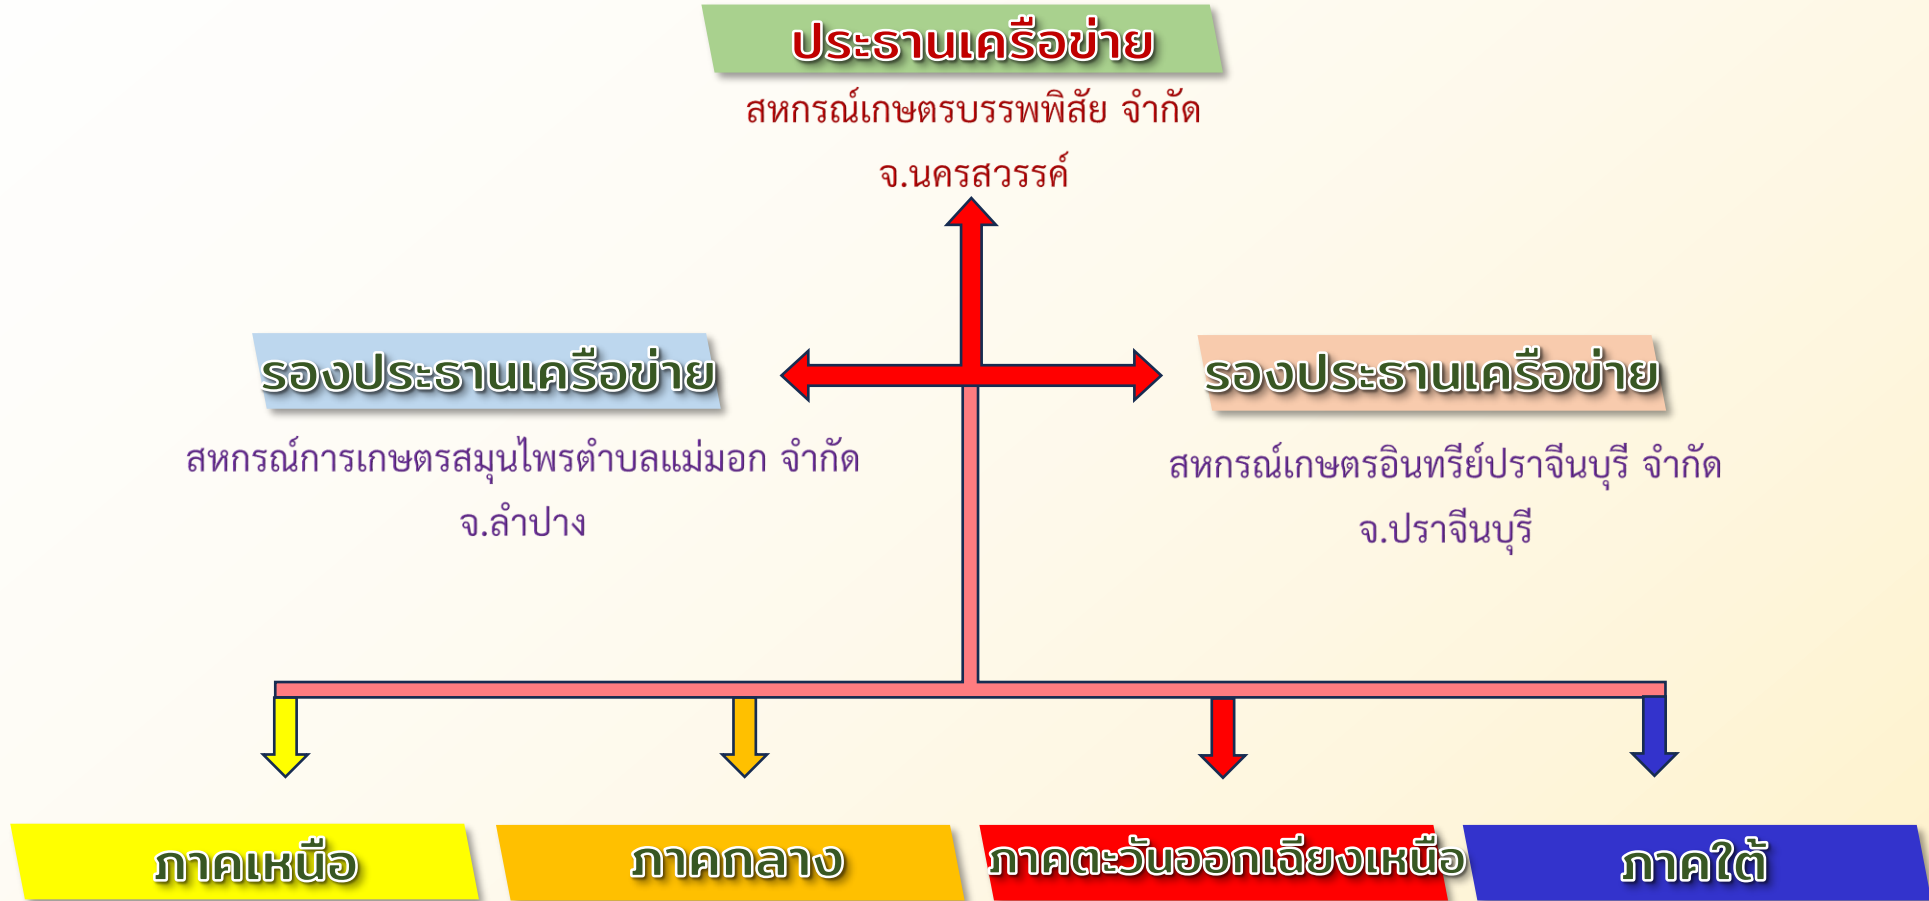 ประธานเครือข่าย
สหกรณ์เกษตรบรรพพิสัย จำกัด
จ.นครสวรรค์
รองประธานเครือข่าย
สหกรณ์การเกษตรสมุนไพรตำบลแม่มอก จำกัด
จ.ลำปาง
รองประธานเครือข่าย
สหกรณ์เกษตรอินทรีย์ปราจีนบุรี จำกัด
จ.ปราจีนบุรี
ภาคเหนือ
ภาคกลาง
ภาคตะวันออกเฉียงเหนือ
ภาคใต้